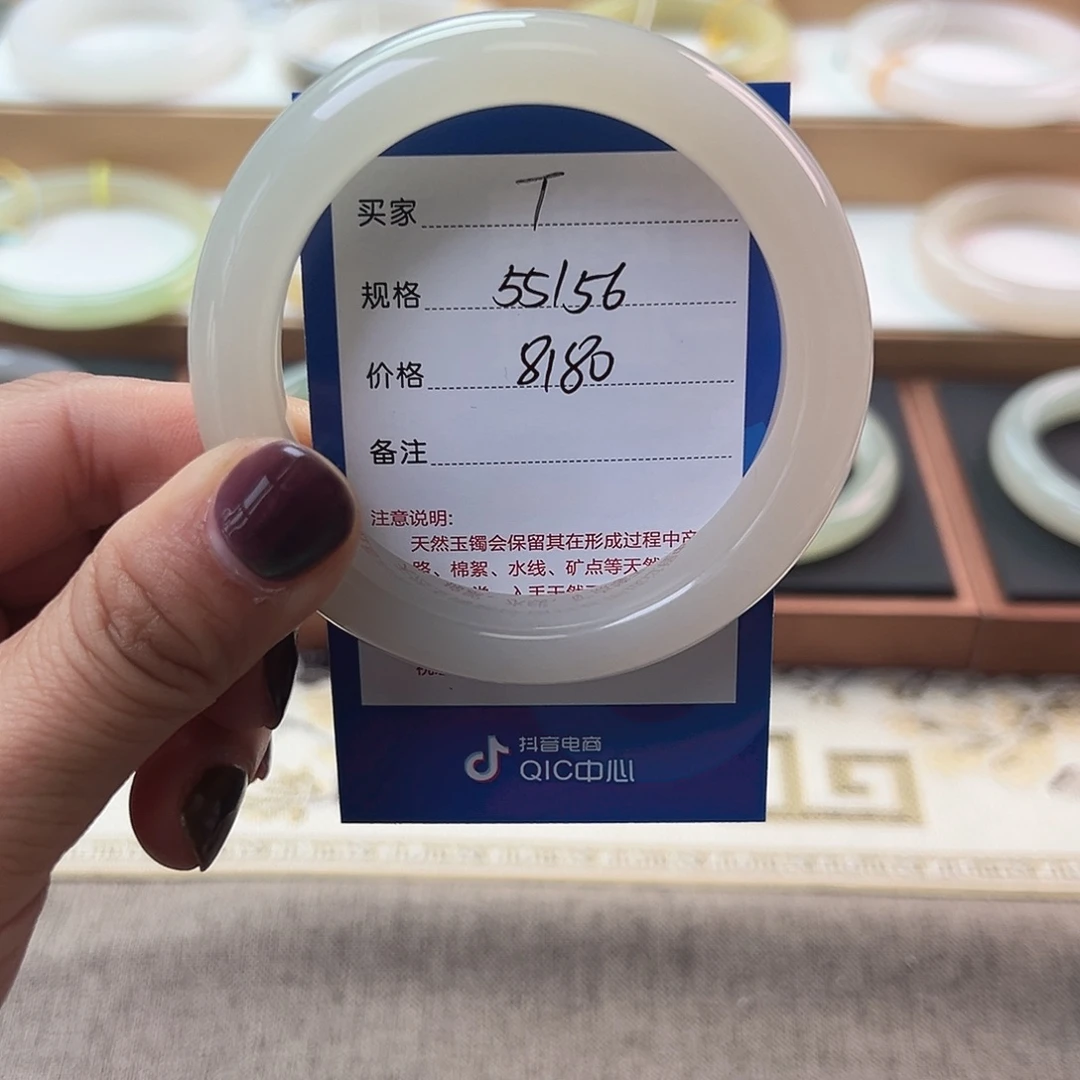 买家 T
规格 55/56
价格 8180
备注
注意说明:
天然玉镯会保留其在形成过程中产
路、棉絮、水线、矿点等天然
抖音电商
QIC中心